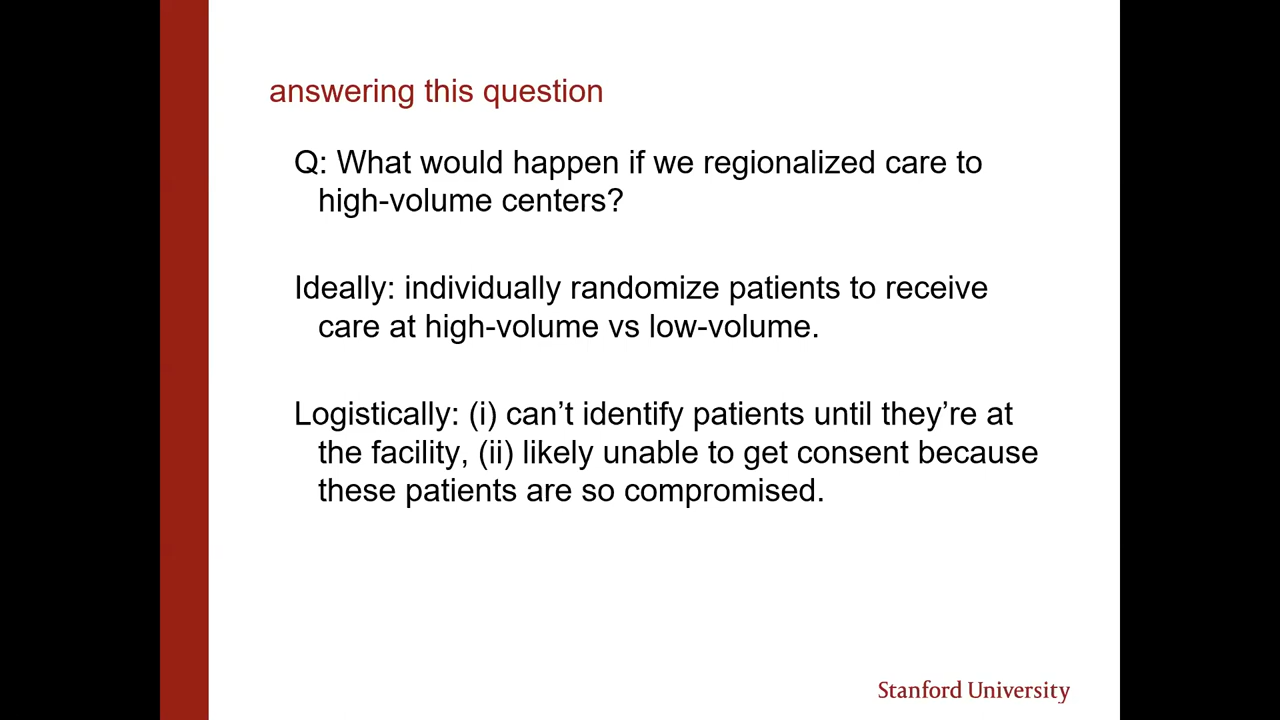 answering this question
Q: What would happen if we regionalized care to
high-volume centers?
Ideally: individually randomize patients to receive
care at high-volume vs low-volume.
Logistically: (i) can’t identify patients until they’re at
the facility, (ii) likely unable to get consent because
these patients are so compromised.
Stanford University